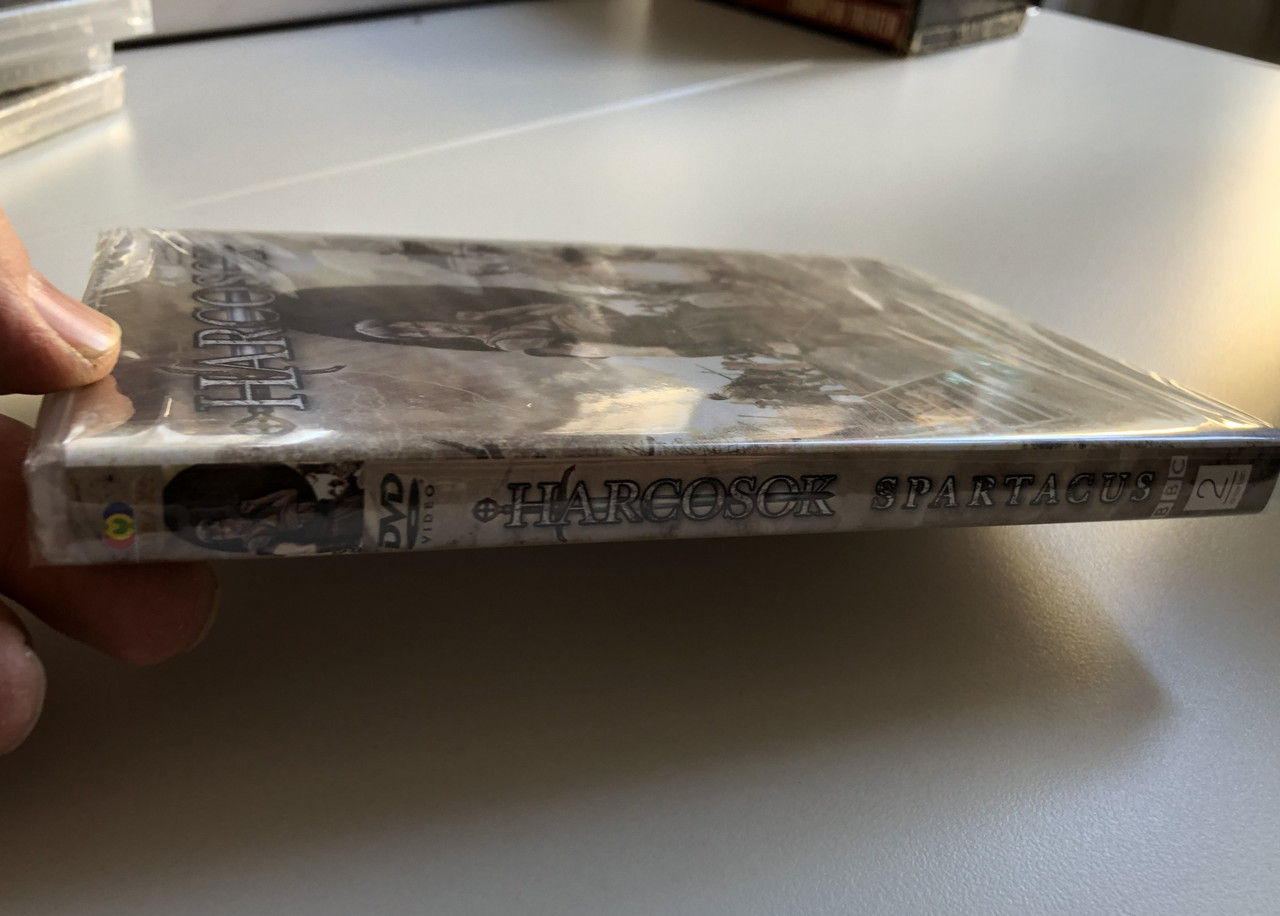 HARCOSOK
DVD
VIDEO
HARCOSOK
SPARTACUS
BBC
2